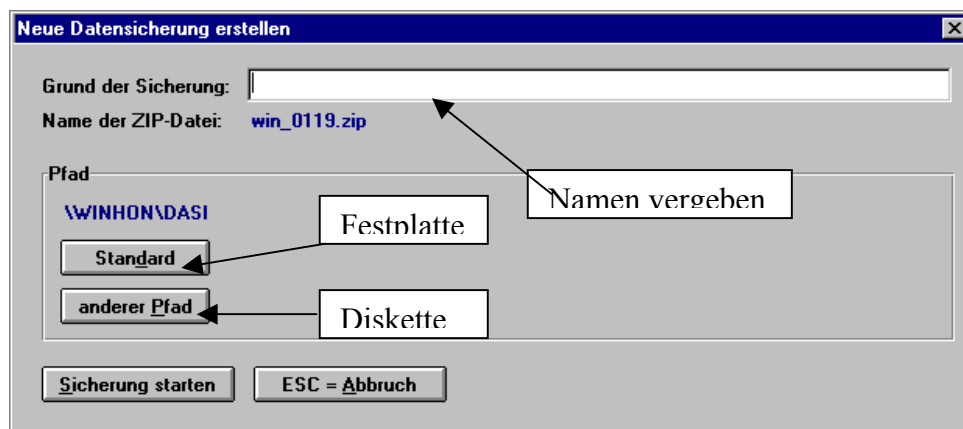 Neue Datensicherung erstellen
Grund der Sicherung:
Name der ZIP-Datei: win_0119.zip
Namen vergeben
Pfad
\WINHON\DASI
Festplatte
Standard
anderer Pfad
Diskette
Sicherung starten ESC = Abbruch